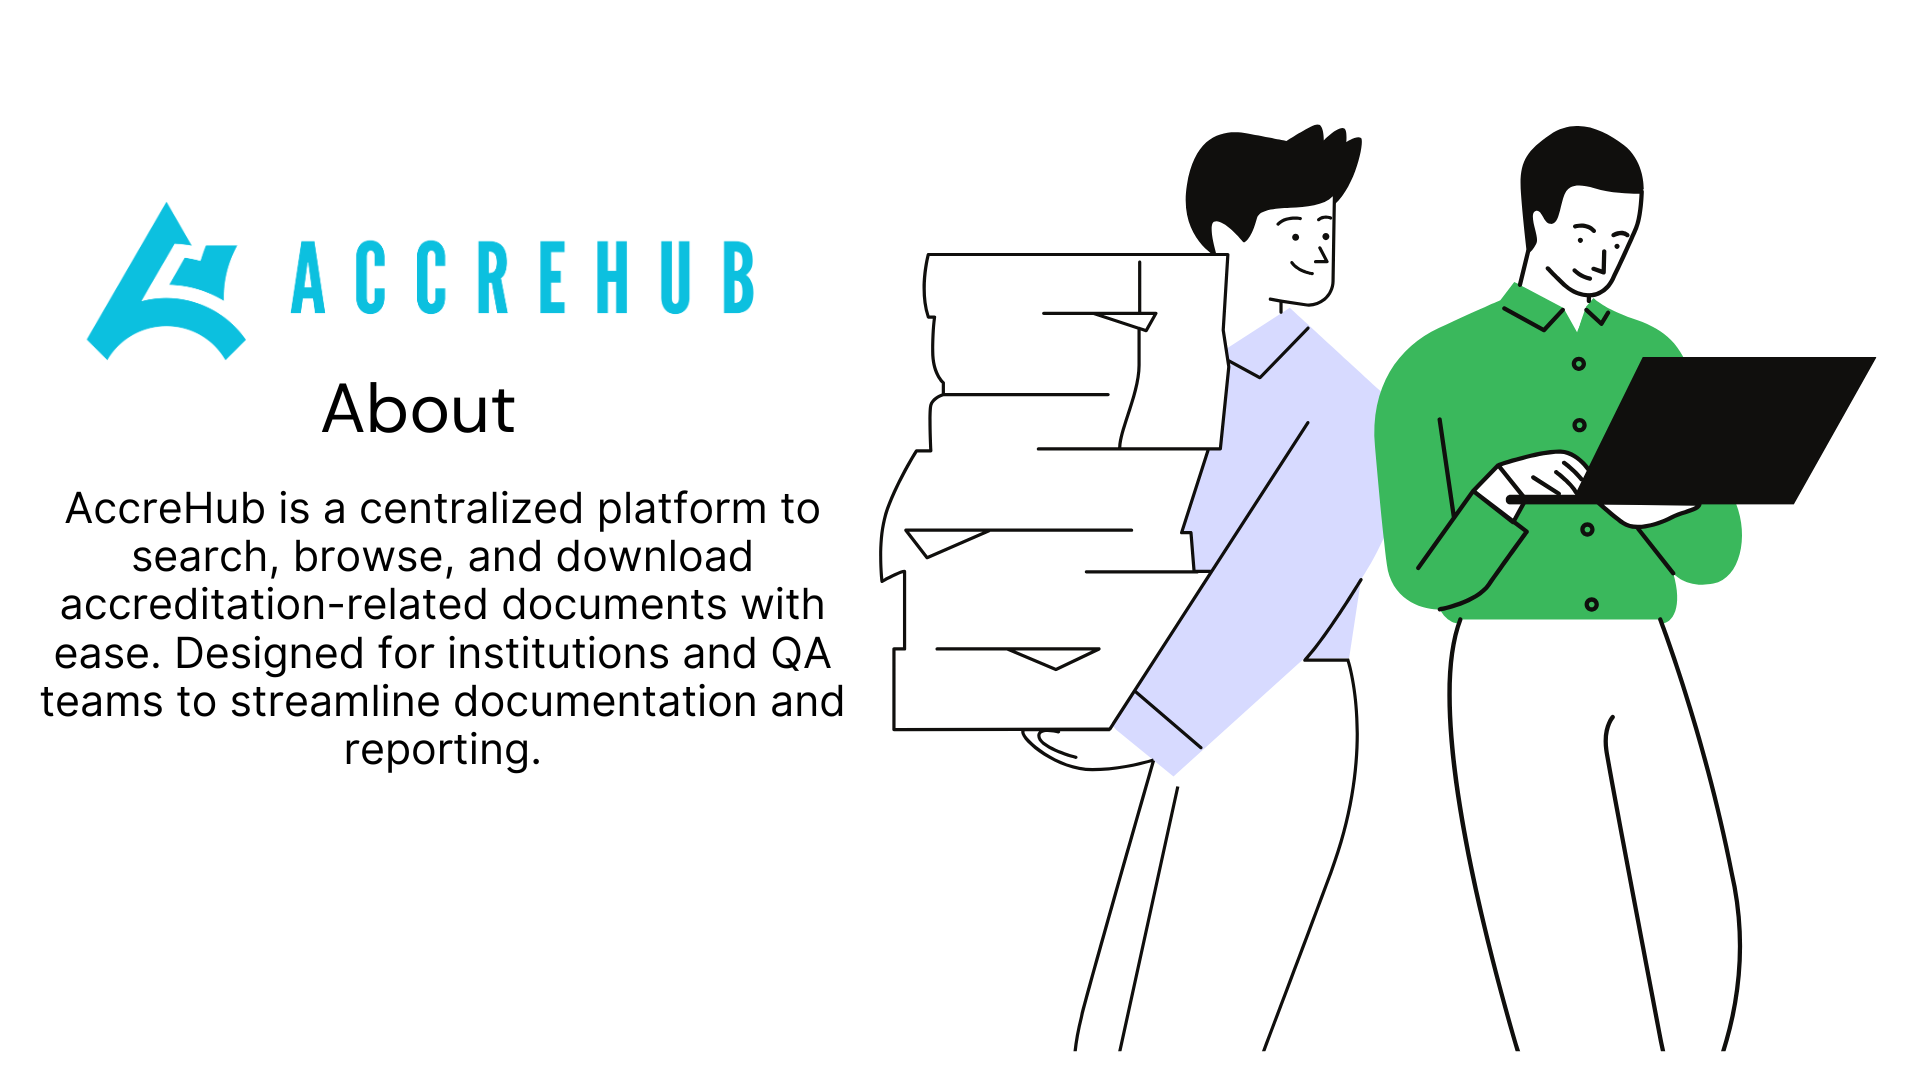 ACCREHUB
About
AccreHub is a centralized platform to
search, browse, and download
accreditation-related documents with
ease. Designed for institutions and QA
teams to streamline documentation and
reporting.